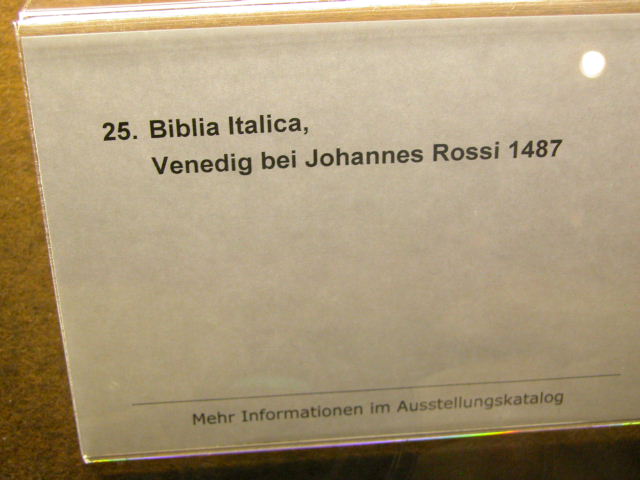 25. Biblia Italica,
Venedig bei Johannes Rossi 1487
Mehr Informationen im Ausstellungskatalog